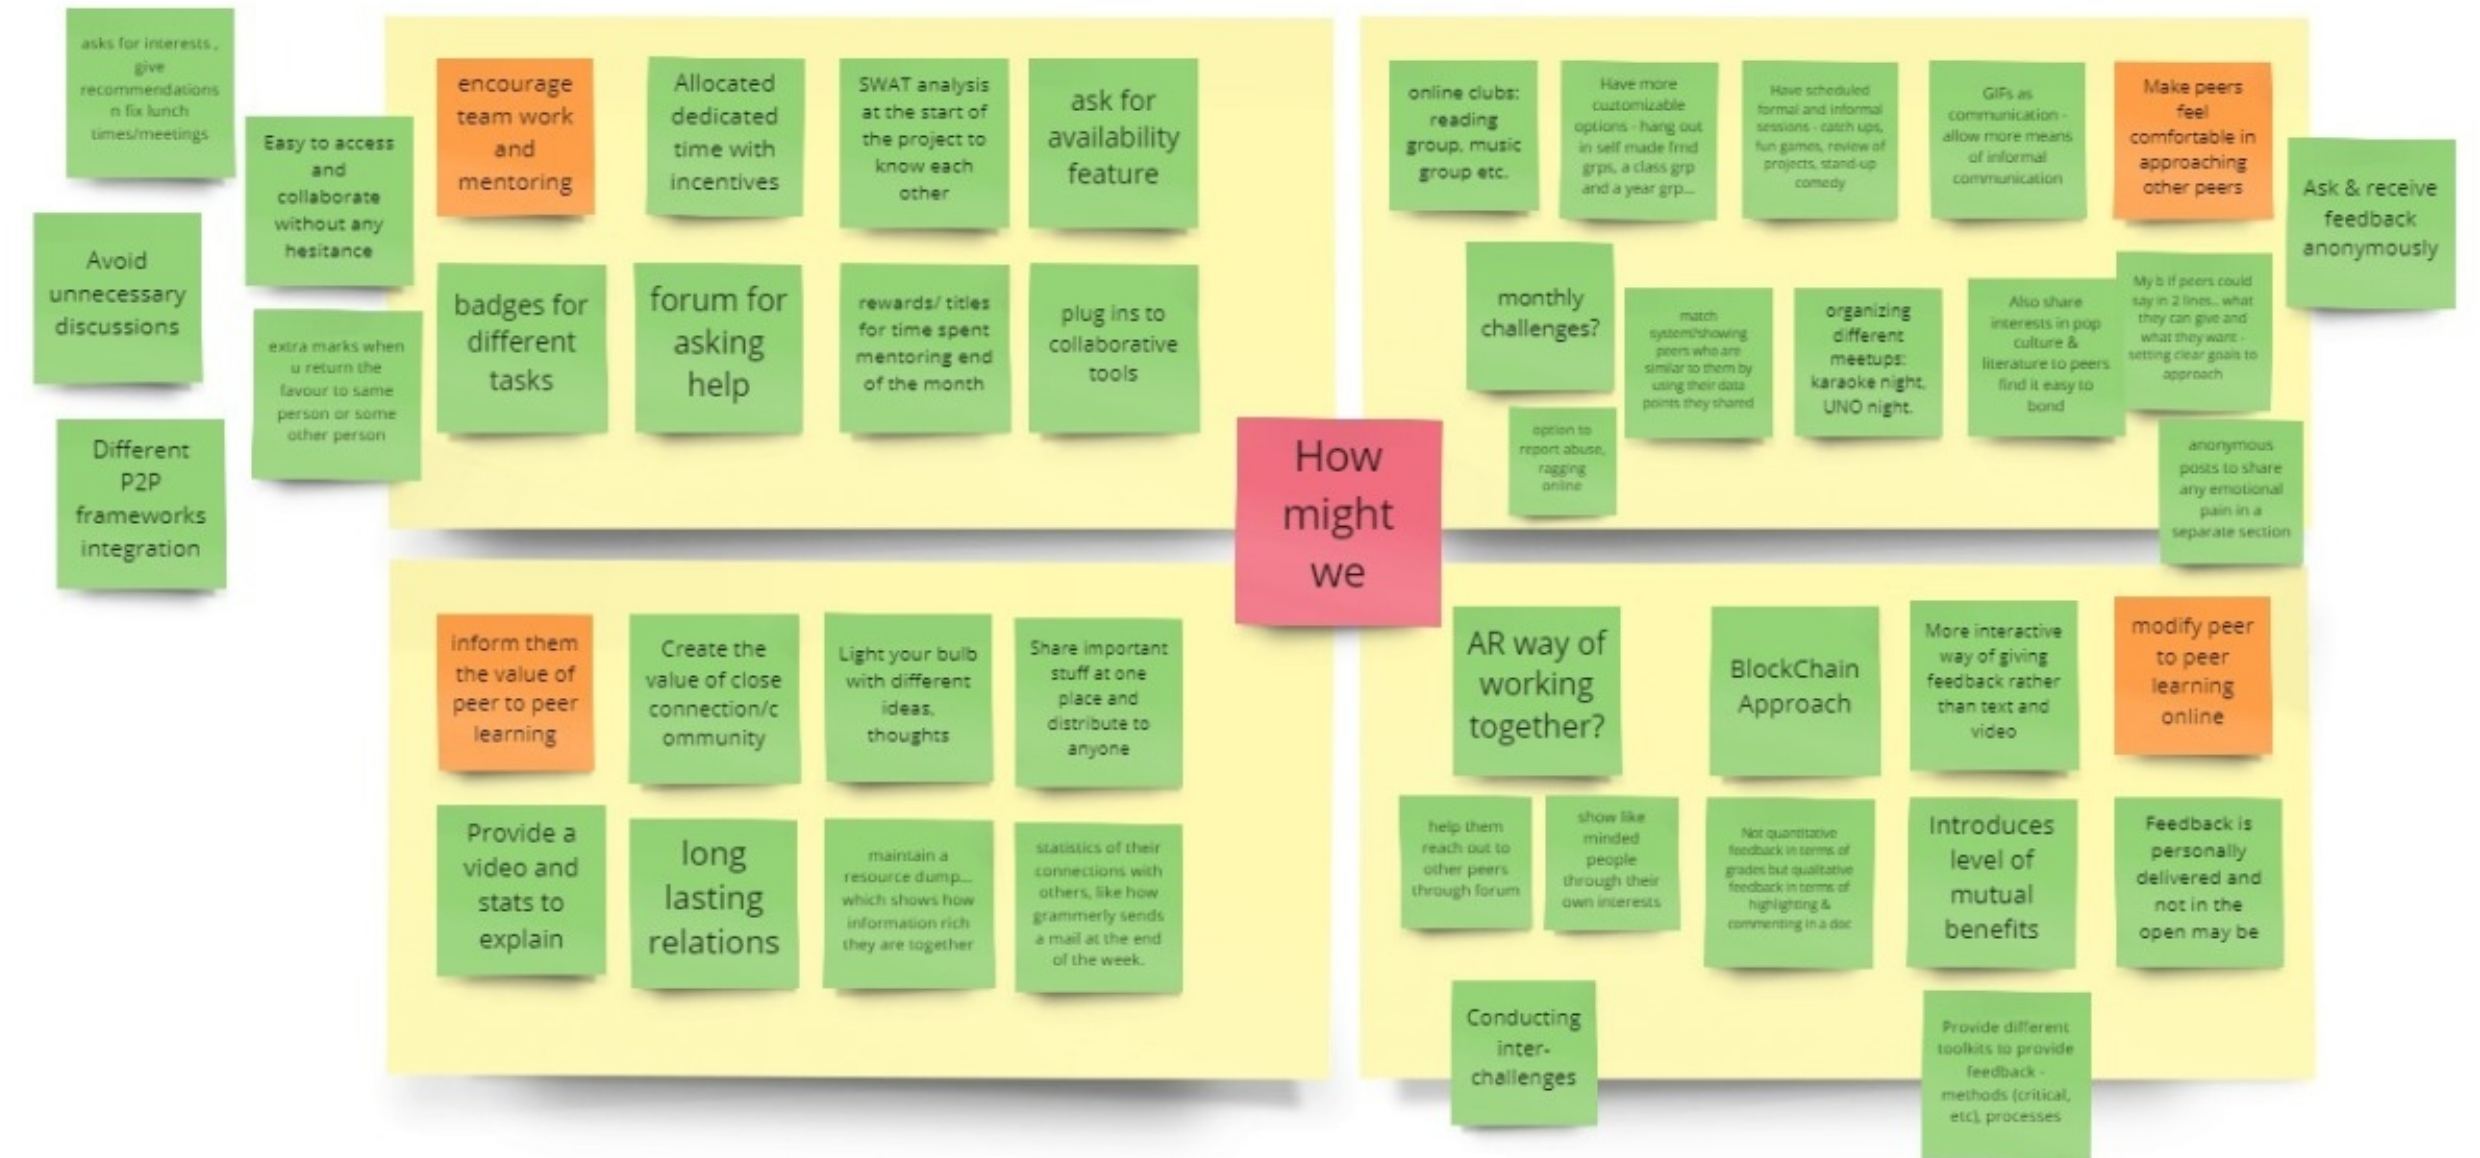 asks for interests ,
give
recommendations
n fix lunch
times/meetings
Easy to access
and
collaborate
without any
hesitance
Avoid
unnecessary
discussions
extra marks when
u return the
favour to same
person or some
other person
Different
P2P
frameworks
integration
encourage
team work
and
mentoring
Allocated
dedicated
time with
incentives
SWAT analysis
at the start of
the project to
know each
other
ask for
availability
feature
badges for
different
tasks
forum for
asking
help
rewards/ titles
for time spent
mentoring end
of the month
plug ins to
collaborative
tools
How
might
we
online clubs:
reading
group, music
group etc.
Have more
cuztomizable
options - hang out
in self made frnd
grps, a class grp
and a year grp...
Have scheduled
formal and informal
sessions - catch ups,
fun games, review of
projects, stand-up
comedy
GIFs as
communication -
allow more means
of informal
communication
Make peers
feel
comfortable in
approaching
other peers
Ask & receive
feedback
anonymously
monthly
challenges?
match
system/showing
peers who are
similar to them by
using their data
points they shared
organizing
different
meetups:
karaoke night,
UNO night.
Also share
interests in pop
culture &
literature to peers
find it easy to
bond
My b if peers could
say in 2 lines.. what
they can give and
what they want -
setting clear goals to
approach
option to
report abuse,
ragging
online
anonymous
posts to share
any emotional
pain in a
separate section
inform them
the value of
peer to peer
learning
Create the
value of close
connection/c
ommunity
Light your bulb
with different
ideas,
thoughts
Share important
stuff at one
place and
distribute to
anyone
Provide a
video and
stats to
explain
long
lasting
relations
maintain a
resource dump...
which shows how
information rich
they are together
statistics of their
connections with
others, like how
grammerly sends
a mail at the end
of the week.
AR way of
working
together?
BlockChain
Approach
More interactive
way of giving
feedback rather
than text and
video
modify peer
to peer
learning
online
help them
reach out to
other peers
through forum
show like
minded
people
through their
own interests
Not quantitative
feedback in terms of
grades but qualitative
feedback in terms of
highlighting &
commenting in a doc
Introduces
level of
mutual
benefits
Feedback is
personally
delivered and
not in the
open may be
Conducting
inter-
challenges
Provide different
toolkits to provide
feedback -
methods (critical,
etc), processes